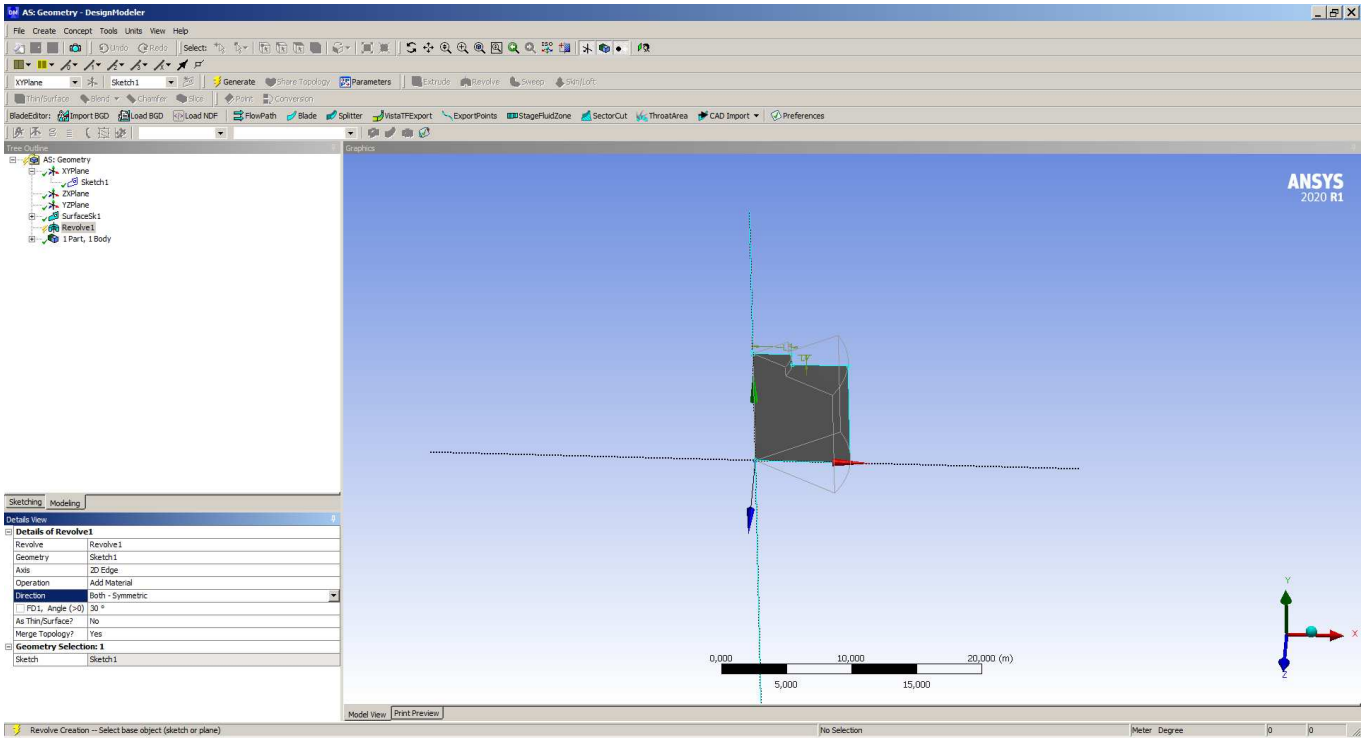 AS: Geometry - DesignModeler
File Create Concept Tools Units View Help
Undo Redo Select:
XYPlane Sketch1 Generate Share Topology Parameters Extrude Revolve Sweep Skin/Loft
Thin/Surface Blend Chamfer Slice Point Conversion
BladeEditor: Import BGD Load BGD Load NDF FlowPath Blade Splitter VistaTFExport ExportPoints StageFluidZone SectorCut ThroatArea CAD Import Preferences
Tree Outline
AS: Geometry
XYPlane
Sketch1
ZXPlane
YZPlane
SurfaceSk1
Revolve1
1 Part, 1 Body
Sketching Modeling
Details View
Details of Revolve1
Revolve Revolve1
Geometry Sketch1
Axis 2D Edge
Operation Add Material
Direction Both - Symmetric
FD1, Angle (>0) 30 °
As Thin/Surface? No
Merge Topology? Yes
Geometry Selection: 1
Sketch Sketch1
Graphics
ANSYS
2020 R1
Y
X
Z
0,000 10,000 20,000 (m)
5,000 15,000
Model View Print Preview
Revolve Creation -- Select base object (sketch or plane) No Selection Meter Degree 0 0